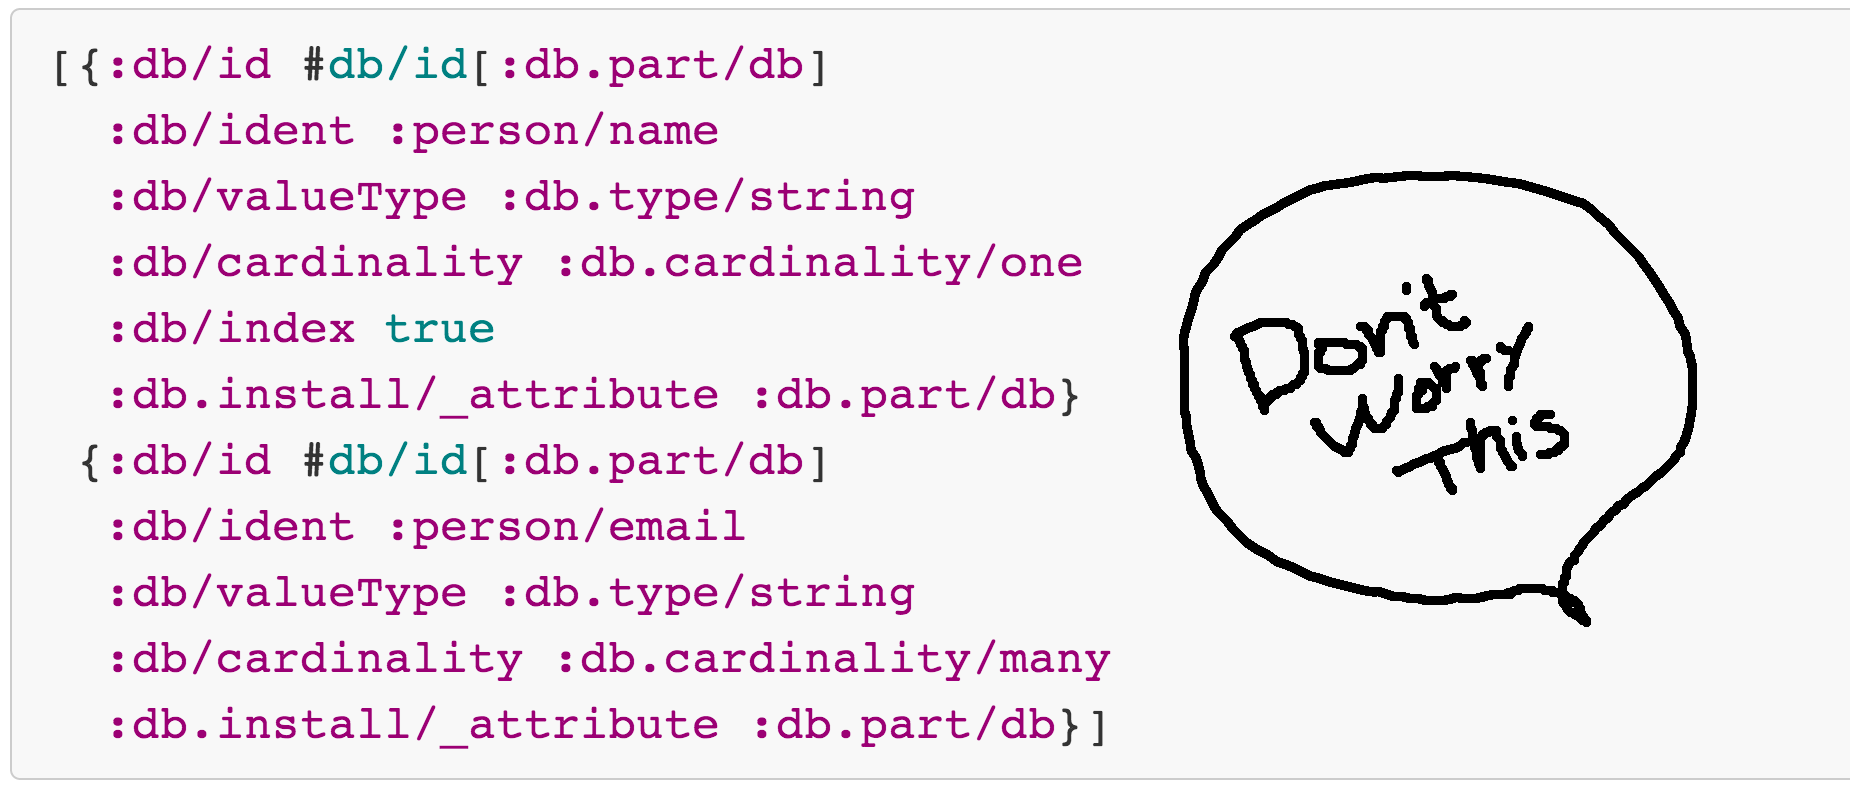 [{:db/id #db/id[:db.part/db]
:db/ident :person/name
:db/valueType :db.type/string
:db/cardinality :db.cardinality/one
:db/index true
:db.install/_attribute :db.part/db}
{:db/id #db/id[:db.part/db]
:db/ident :person/email
:db/valueType :db.type/string
:db/cardinality :db.cardinality/many
:db.install/_attribute :db.part/db}]
Don't
Worry
This